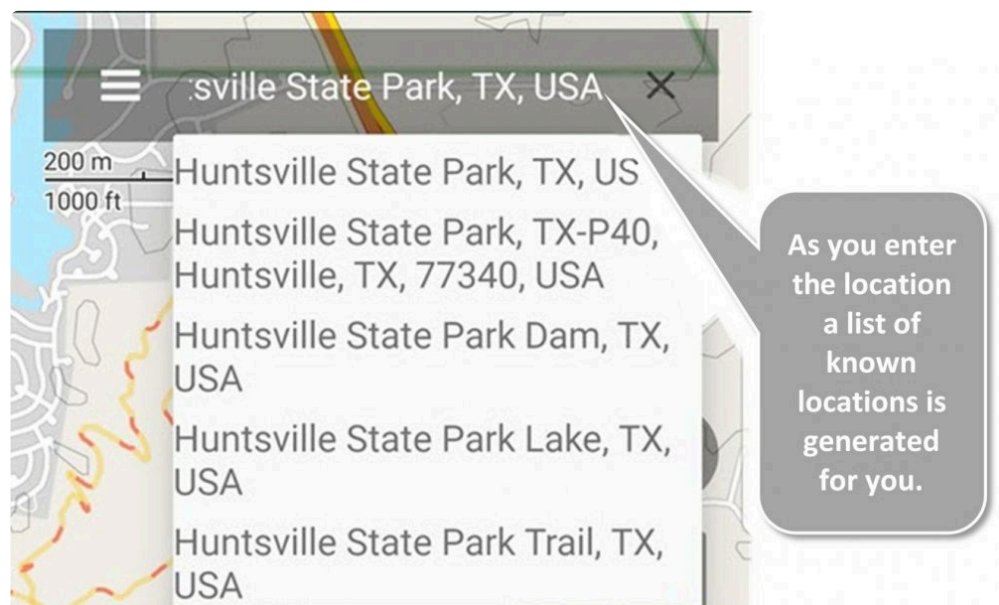 :sville State Park, TX, USA
200 m
1000 ft
Huntsville State Park, TX, US
Huntsville State Park, TX-P40,
Huntsville, TX, 77340, USA
Huntsville State Park Dam, TX,
USA
Huntsville State Park Lake, TX,
USA
Huntsville State Park Trail, TX,
USA
As you enter
the location
a list of
known
locations is
generated
for you.